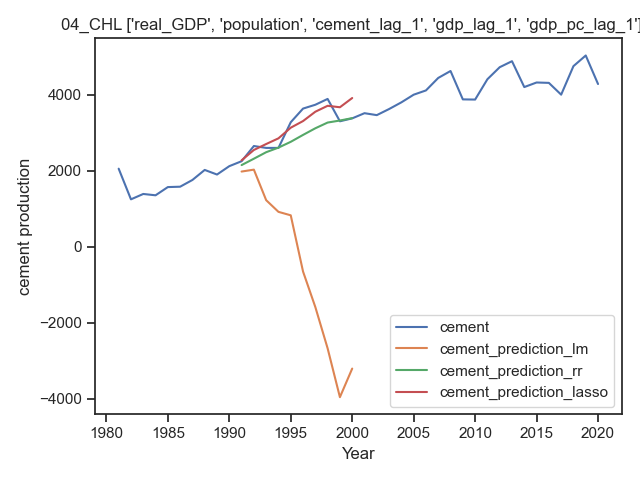 04_CHL ['real_GDP', 'population', 'cement_lag_1', 'gdp_lag_1', 'gdp_pc_lag_1']
cement production
4000
2000
0
−2000
−4000
cement
cement_prediction_lm
cement_prediction_rr
cement_prediction_lasso
1980 1985 1990 1995 2000 2005 2010 2015 2020
Year